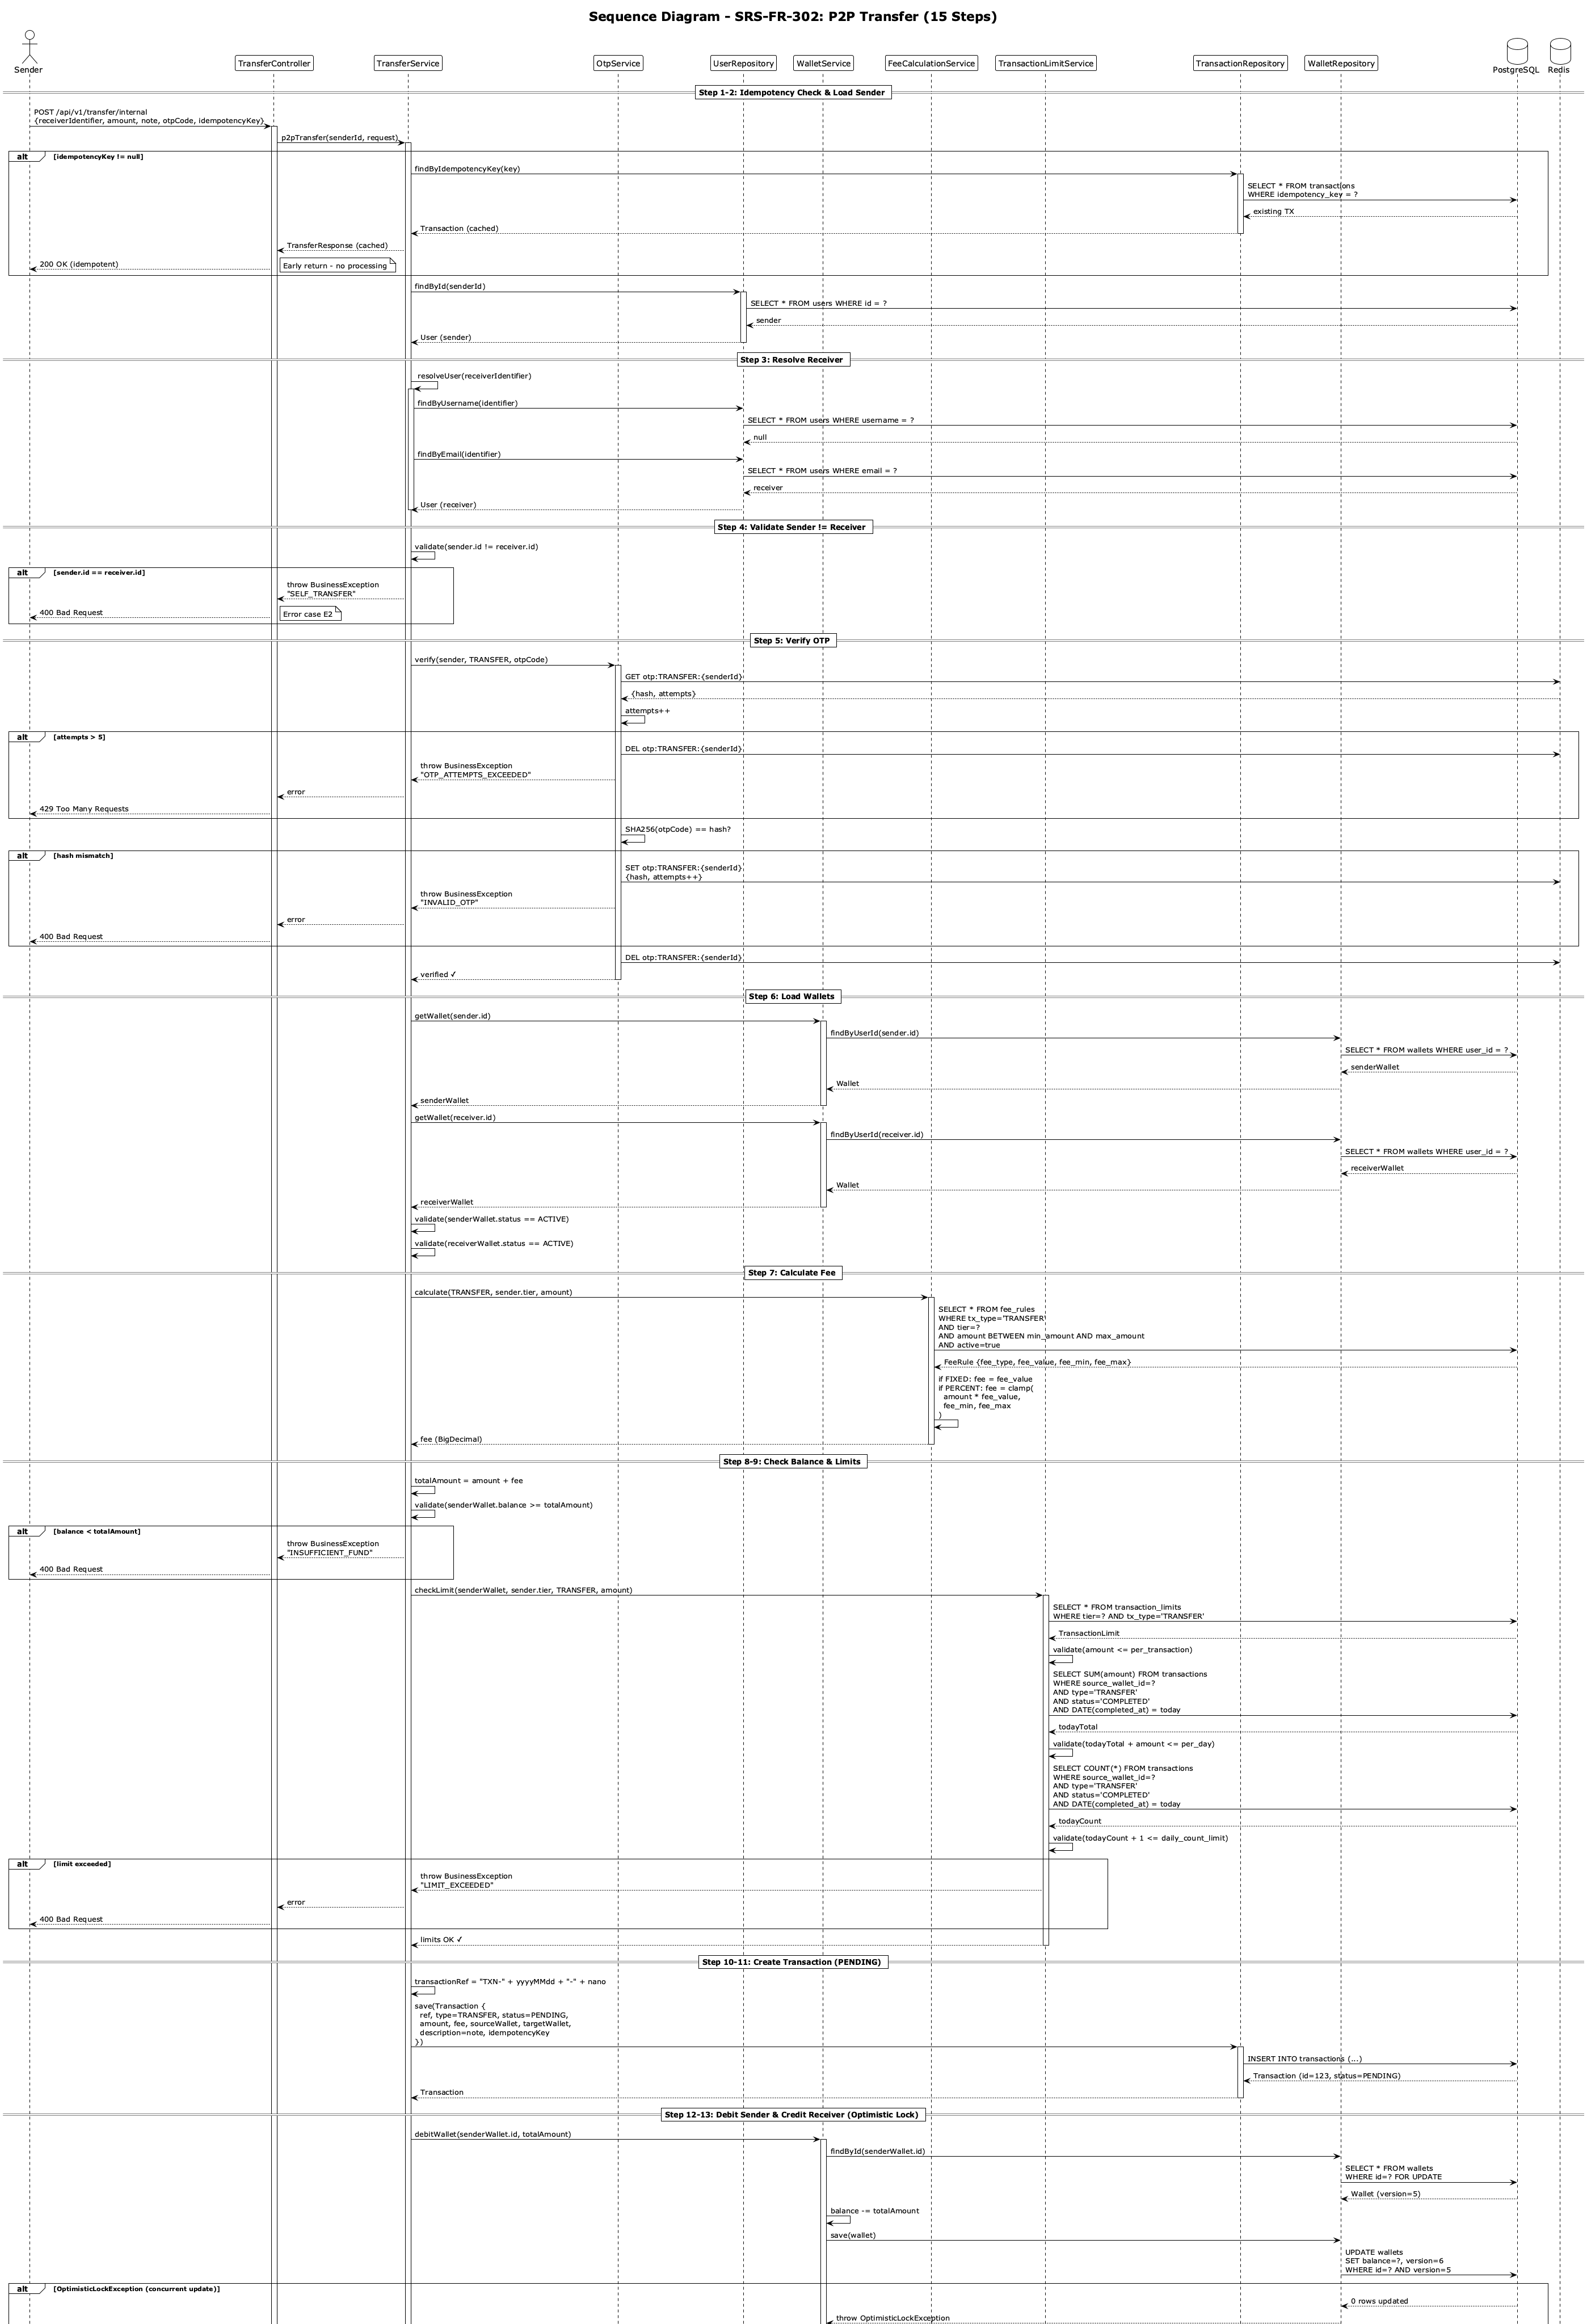 Sequence Diagram - SRS-FR-302: P2P Transfer (15 Steps)
Sender
TransferController
TransferService
OtpService
UserRepository
WalletService
FeeCalculationService
TransactionLimitService
TransactionRepository
WalletRepository
PostgreSQL
Redis
Step 1-2: Idempotency Check & Load Sender
POST /api/v1/transfer/internal
{receiverIdentifier, amount, note, otpCode, idempotencyKey}
p2pTransfer(senderId, request)
alt
[idempotencyKey != null]
findByIdempotencyKey(key)
SELECT * FROM transactions
WHERE idempotency_key = ?
existing TX
Transaction (cached)
TransferResponse (cached)
200 OK (idempotent)
Early return - no processing
findById(senderId)
SELECT * FROM users WHERE id = ?
sender
User (sender)
Step 3: Resolve Receiver
resolveUser(receiverIdentifier)
findByUsername(identifier)
SELECT * FROM users WHERE username = ?
null
findByEmail(identifier)
SELECT * FROM users WHERE email = ?
receiver
User (receiver)
Step 4: Validate Sender != Receiver
validate(sender.id != receiver.id)
alt
[sender.id == receiver.id]
throw BusinessException
"SELF_TRANSFER"
400 Bad Request
Error case E2
Step 5: Verify OTP
verify(sender, TRANSFER, otpCode)
GET otp:TRANSFER:{senderId}
{hash, attempts}
attempts++
alt
[attempts > 5]
DEL otp:TRANSFER:{senderId}
throw BusinessException
"OTP_ATTEMPTS_EXCEEDED"
error
429 Too Many Requests
SHA256(otpCode) == hash?
alt
[hash mismatch]
SET otp:TRANSFER:{senderId}
{hash, attempts++}
throw BusinessException
"INVALID_OTP"
error
400 Bad Request
DEL otp:TRANSFER:{senderId}
verified ✓
Step 6: Load Wallets
getWallet(sender.id)
findByUserId(sender.id)
SELECT * FROM wallets WHERE user_id = ?
senderWallet
Wallet
senderWallet
getWallet(receiver.id)
findByUserId(receiver.id)
SELECT * FROM wallets WHERE user_id = ?
receiverWallet
Wallet
receiverWallet
validate(senderWallet.status == ACTIVE)
validate(receiverWallet.status == ACTIVE)
Step 7: Calculate Fee
calculate(TRANSFER, sender.tier, amount)
SELECT * FROM fee_rules
WHERE tx_type='TRANSFER'
AND tier=?
AND amount BETWEEN min_amount AND max_amount
AND active=true
FeeRule {fee_type, fee_value, fee_min, fee_max}
if FIXED: fee = fee_value
if PERCENT: fee = clamp(
amount * fee_value,
fee_min, fee_max
)
fee (BigDecimal)
Step 8-9: Check Balance & Limits
totalAmount = amount + fee
validate(senderWallet.balance >= totalAmount)
alt
[balance < totalAmount]
throw BusinessException
"INSUFFICIENT_FUND"
400 Bad Request
checkLimit(senderWallet, sender.tier, TRANSFER, amount)
SELECT * FROM transaction_limits
WHERE tier=? AND tx_type='TRANSFER'
TransactionLimit
validate(amount <= per_transaction)
SELECT SUM(amount) FROM transactions
WHERE source_wallet_id=?
AND type='TRANSFER'
AND status='COMPLETED'
AND DATE(completed_at) = today
todayTotal
validate(todayTotal + amount <= per_day)
SELECT COUNT(*) FROM transactions
WHERE source_wallet_id=?
AND type='TRANSFER'
AND status='COMPLETED'
AND DATE(completed_at) = today
todayCount
validate(todayCount + 1 <= daily_count_limit)
alt
[limit exceeded]
throw BusinessException
"LIMIT_EXCEEDED"
error
400 Bad Request
limits OK ✓
Step 10-11: Create Transaction (PENDING)
transactionRef = "TXN-" + yyyyMMdd + "-" + nano
save(Transaction {
ref, type=TRANSFER, status=PENDING,
amount, fee, sourceWallet, targetWallet,
description=note, idempotencyKey
})
INSERT INTO transactions (...)
Transaction (id=123, status=PENDING)
Transaction
Step 12-13: Debit Sender & Credit Receiver (Optimistic Lock)
debitWallet(senderWallet.id, totalAmount)
findById(senderWallet.id)
SELECT * FROM wallets
WHERE id=? FOR UPDATE
Wallet (version=5)
balance -= totalAmount
save(wallet)
UPDATE wallets
SET balance=?, version=6
WHERE id=? AND version=5
alt
[OptimisticLockException (concurrent update)]
0 rows updated
throw OptimisticLockException